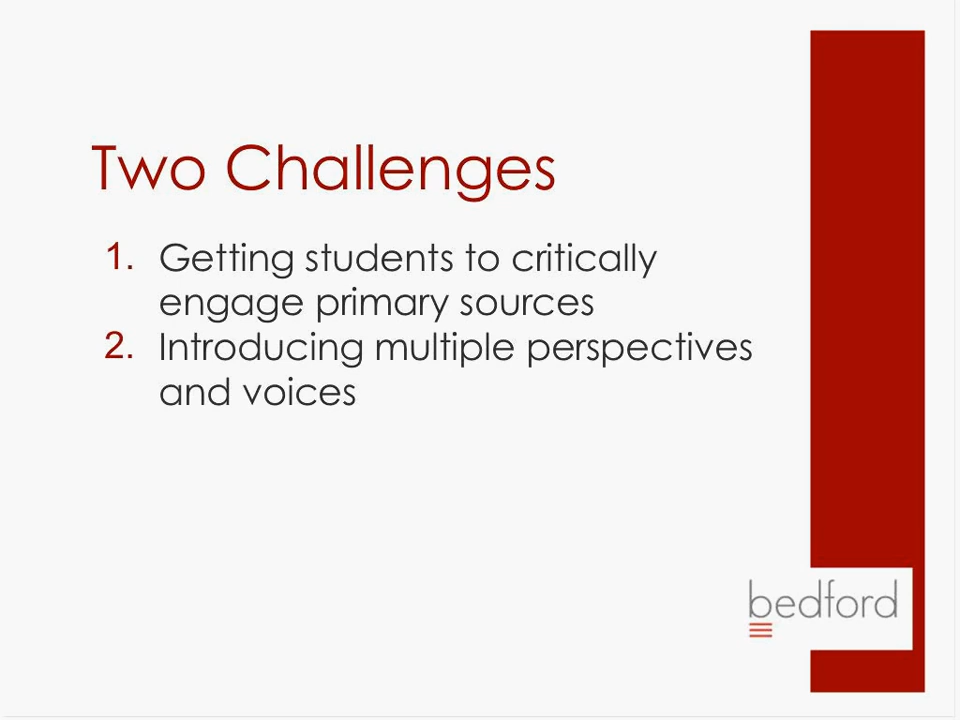 Two Challenges
1. Getting students to critically
engage primary sources
2. Introducing multiple perspectives
and voices
bedford